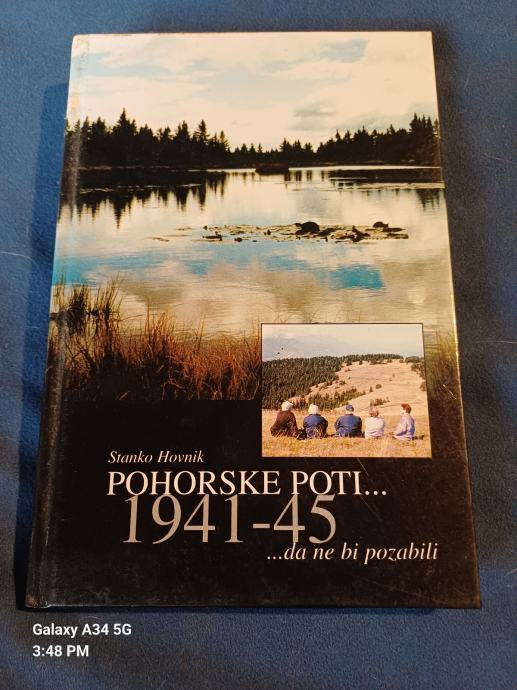 Stanko Hovnik
POHORSKE POTI...
1941-45
...da ne bi pozabili
Galaxy A34 5G
3:48 PM